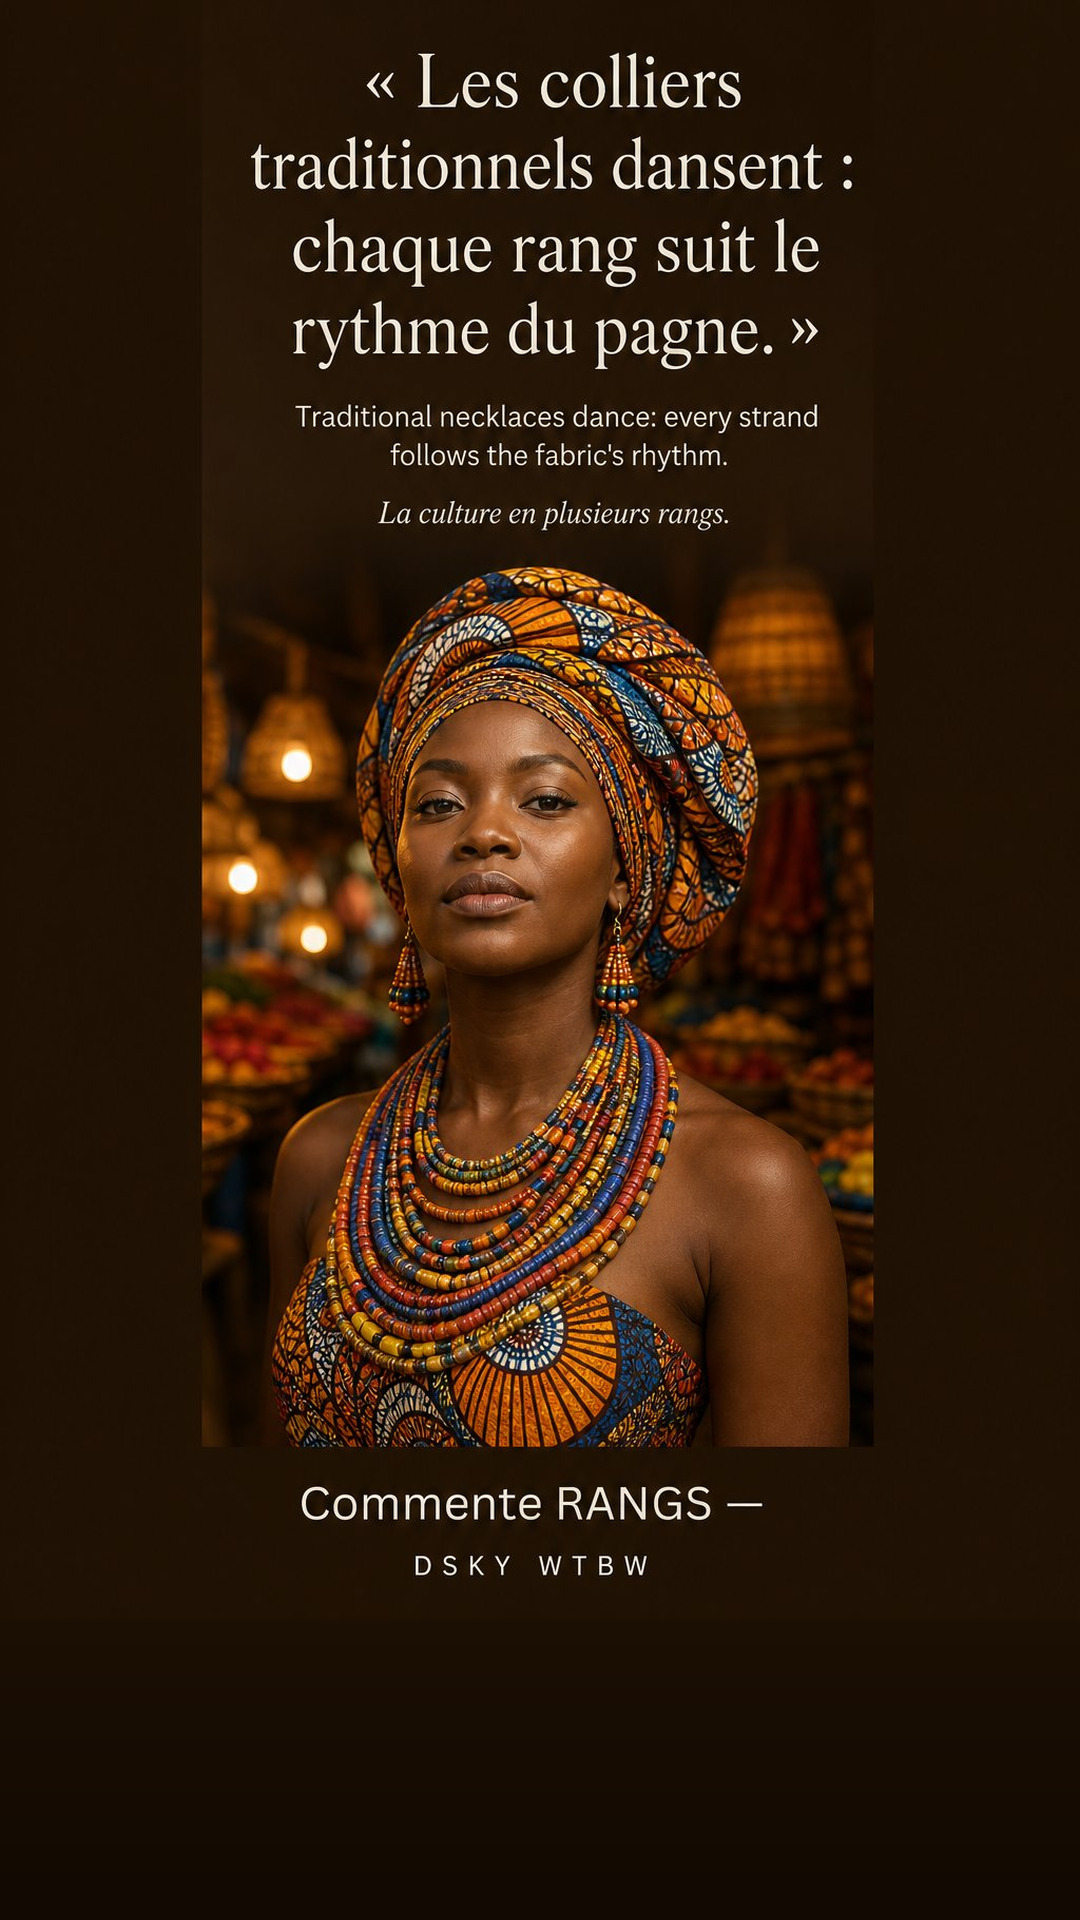 « Les colliers
traditionnels dansent :
chaque rang suit le
rythme du pagne. »
Traditional necklaces dance: every strand
follows the fabric's rhythm.
La culture en plusieurs rangs.
Commente RANGS —
DSKY WTBW